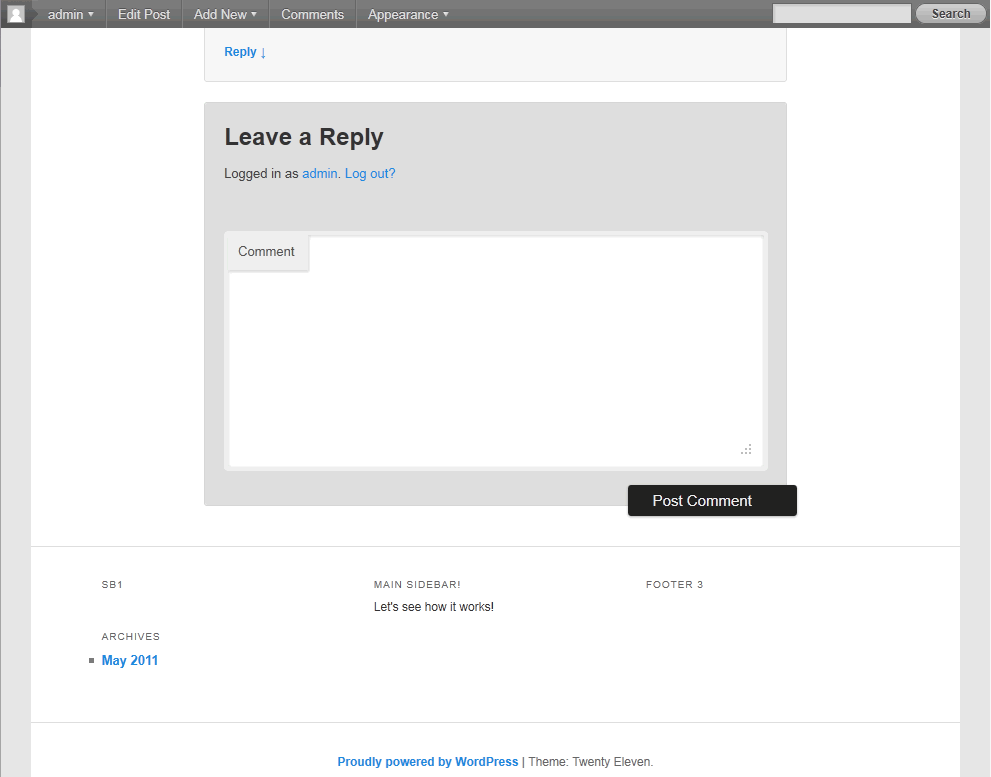 admin ▾ Edit Post Add New ▾ Comments Appearance ▾ Search
Reply ↓
Leave a Reply
Logged in as admin. Log out?
Comment
Post Comment
SB1 MAIN SIDEBAR! FOOTER 3
Let's see how it works!
ARCHIVES
May 2011
Proudly powered by WordPress | Theme: Twenty Eleven.